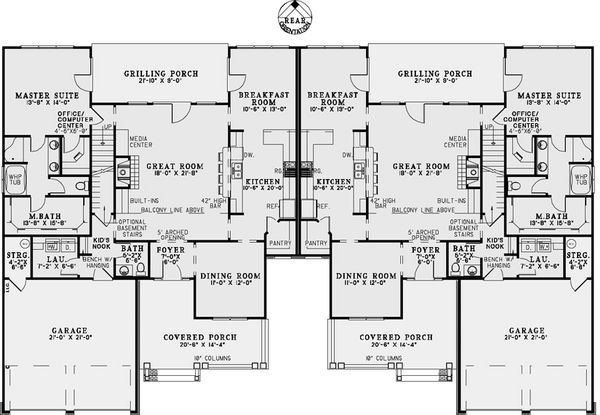 REAR
ORIENTATION
GRILLING PORCH
21'-10" X 8'-0"
MASTER SUITE
13'-8" X 14'-0"
OFFICE/
COMPUTER
CENTER
4'-6"X6'-0"
UP
BREAKFAST
ROOM
10'-6" X 13'-0"
MEDIA
CENTER
GREAT ROOM
18'-0" X 21'-8"
DW.
RG.
KITCHEN
10'-6" X 20'-0"
REF.
WHP
TUB
M.BATH
13'-8" X 15'-8"
BUILT-INS
42" HIGH
BAR
BALCONY LINE ABOVE
OPTIONAL
BASEMENT
STAIRS
5' ARCHED
OPENING
KID'S
NOOK
PANTRY
STRG.
4'-2"X
6'-6"
LAU.
7'-2" X 6'-6"
BENCH W/
HANGING
BATH
5'-2"X
6'-6"
FOYER
7'-0"X
6'-0"
DINING ROOM
11'-0" X 12'-0"
GARAGE
21'-0" X 21'-0"
COVERED PORCH
20'-6" X 14'-4"
10" COLUMNS
BREAKFAST
ROOM
10'-6" X 13'-0"
GRILLING PORCH
21'-10" X 8'-0"
MASTER SUITE
13'-8" X 14'-0"
UP
OFFICE/
COMPUTER
CENTER
4'-6"X6'-0"
MEDIA
CENTER
DW.
RG.
KITCHEN
10'-6" X 20'-0"
REF.
GREAT ROOM
18'-0" X 21'-8"
WHP
TUB
42" HIGH
BAR
BUILT-INS
BALCONY LINE ABOVE
M.BATH
13'-8" X 15'-8"
5' ARCHED
OPENING
OPTIONAL
BASEMENT
STAIRS
KID'S
NOOK
PANTRY
FOYER
7'-0"X
6'-0"
BATH
5'-2"X
6'-6"
BENCH W/
HANGING
LAU.
7'-2" X 6'-6"
STRG.
4'-2"X
6'-6"
DINING ROOM
11'-0" X 12'-0"
COVERED PORCH
20'-6" X 14'-4"
10" COLUMNS
GARAGE
21'-0" X 21'-0"